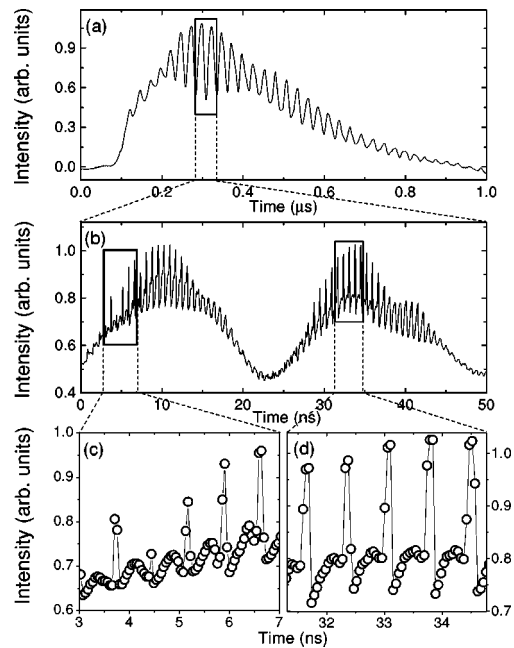 (a)
Intensity (arb. units)
0.9
0.6
0.3
0.0
0.0 0.2 0.4 0.6 0.8 1.0
Time (μs)
(b)
Intensity (arb. units)
1.0
0.8
0.6
0.4
0 10 20 30 40 50
Time (ns)
(c)
Intensity (arb. units)
1.0
0.9
0.8
0.7
0.6
3 4 5 6 7
(d)
1.0
0.9
0.8
0.7
32 33 34
Time (ns)